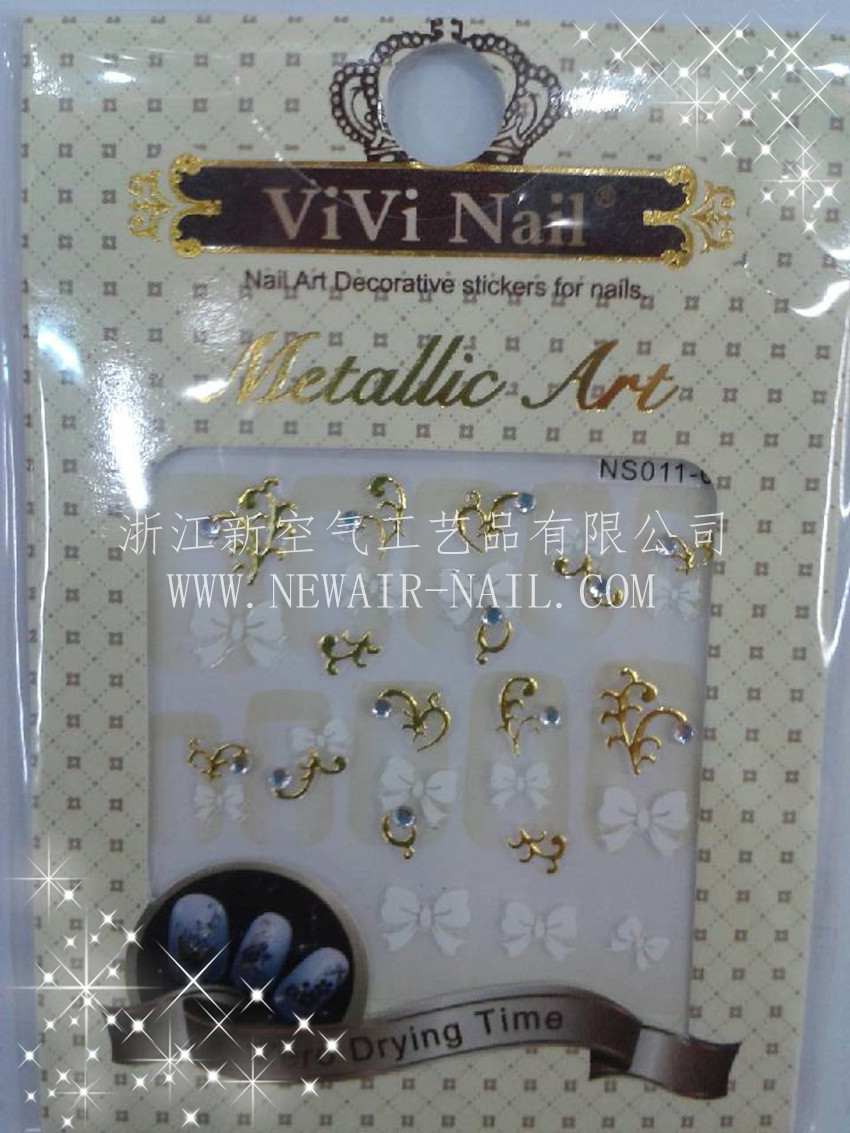 ViVi Nail®
Nail Art Decorative stickers for nails.
Metallic Art
NS011-
浙江新空气工艺品有限公司
WWW.NEWAIR-NAIL.COM
Drying Time